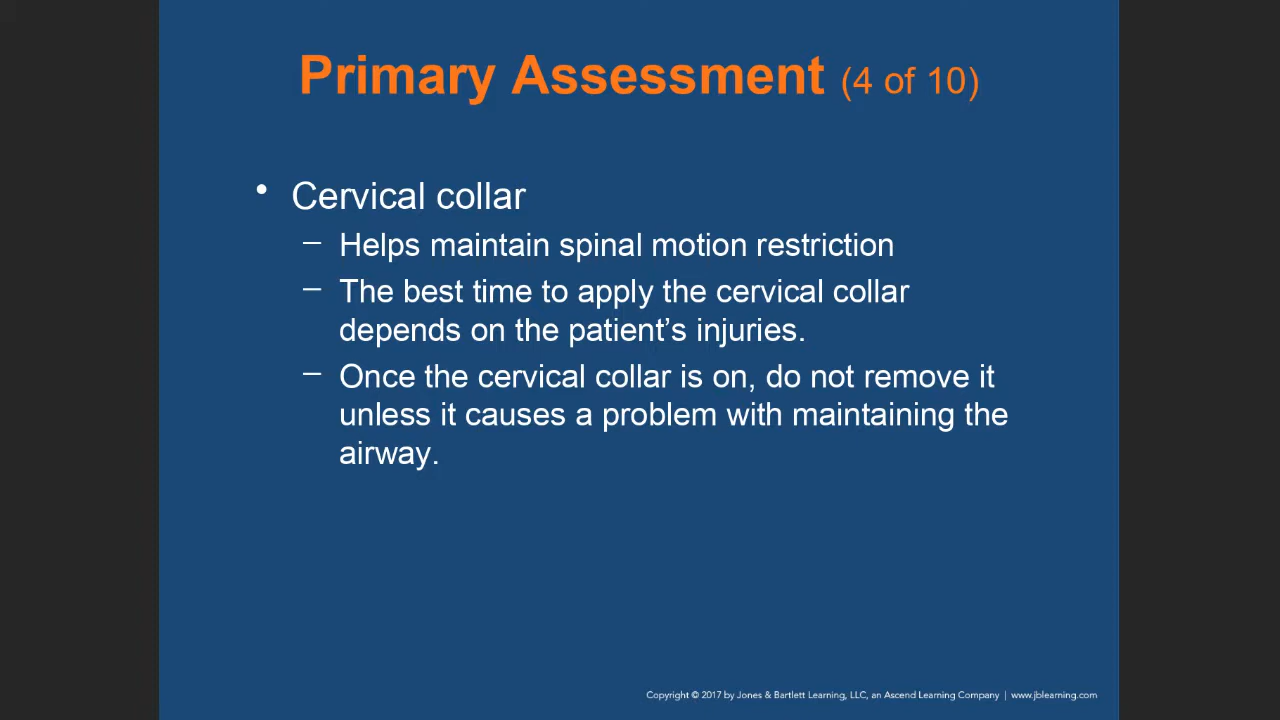 Primary Assessment (4 of 10)
• Cervical collar
– Helps maintain spinal motion restriction
– The best time to apply the cervical collar
depends on the patient’s injuries.
– Once the cervical collar is on, do not remove it
unless it causes a problem with maintaining the
airway.
Copyright © 2017 by Jones & Bartlett Learning, LLC, an Ascend Learning Company | www.jblearning.com